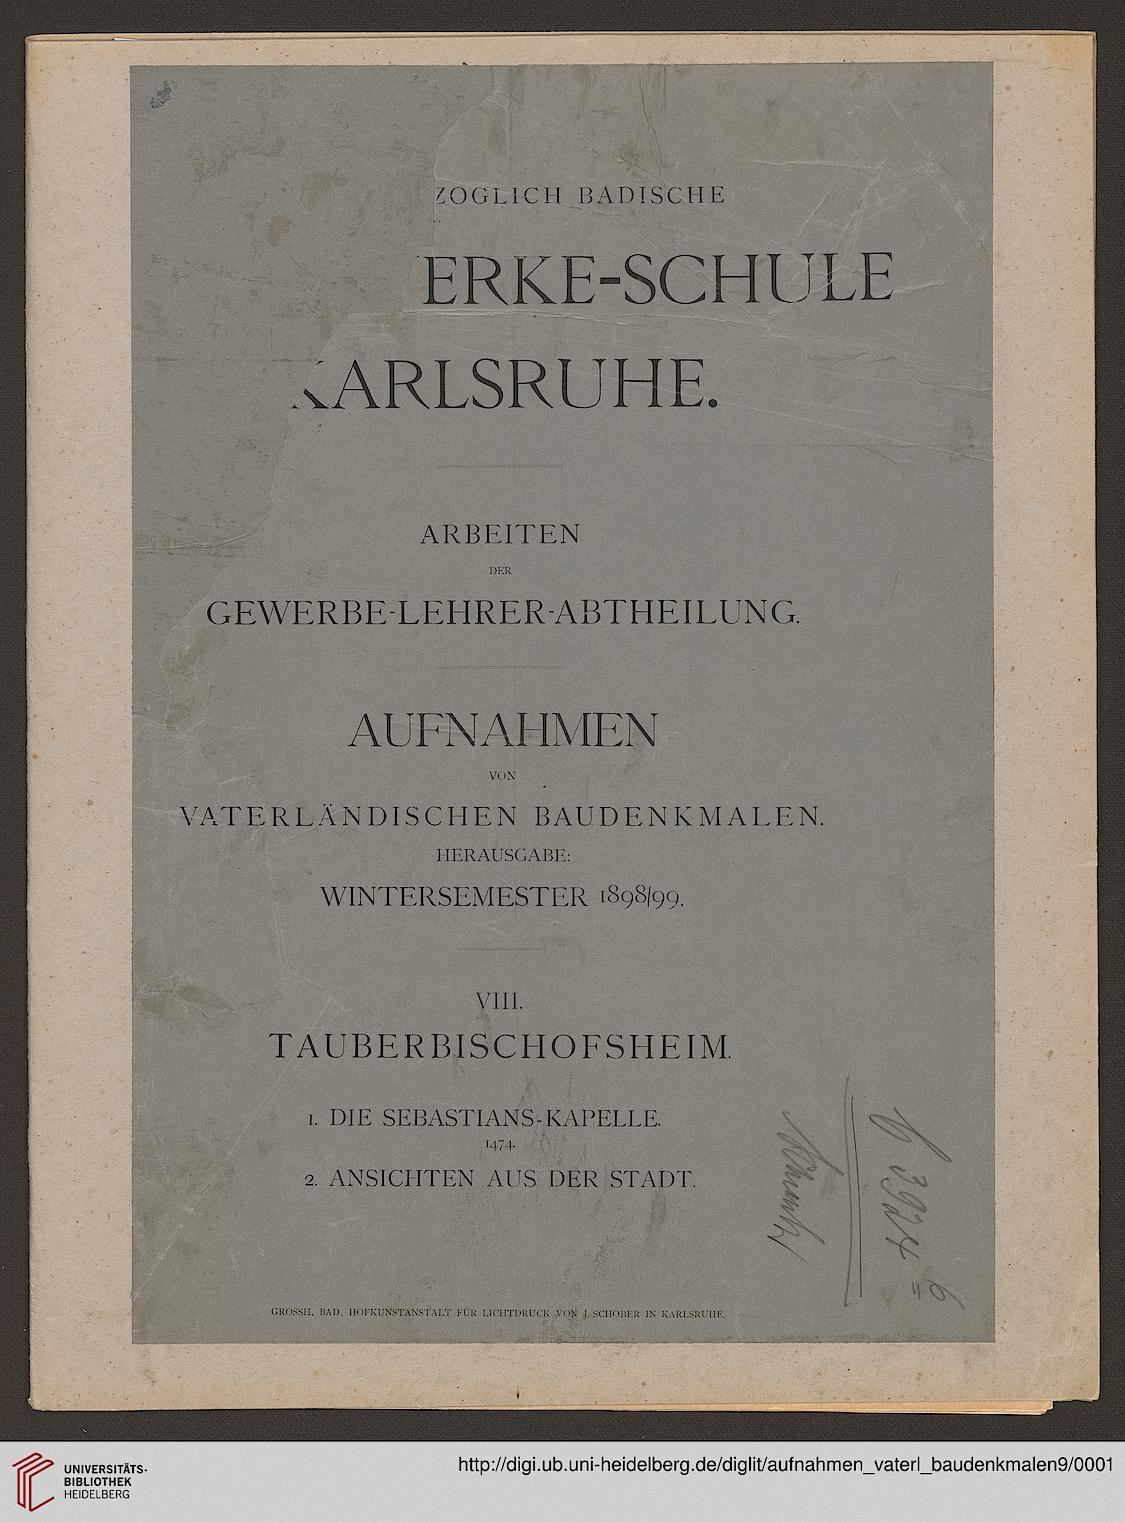 ZOGLICH BADISCHE
ERKE-SCHULE
KARLSRUHE.
ARBEITEN
DER
GEWERBE-LEHRER-ABTHEILUNG.
AUFNAHMEN
VON
VATERLÄNDISCHEN BAUDENKMALEN.
HERAUSGABE:
WINTERSEMESTER 1898/99.
VIII.
TAUBERBISCHOFSHEIM.
1. DIE SEBASTIANS-KAPELLE.
1474.
2. ANSICHTEN AUS DER STADT.
GROSSH. BAD. HOFKUNSTANSTALT FÜR LICHTDRUCK VON J. SCHOBER IN KARLSRUHE.
3924
UNIVERSITÄTS-
BIBLIOTHEK
HEIDELBERG
http://digi.ub.uni-heidelberg.de/diglit/aufnahmen_vaterl_baudenkmalen9/0001